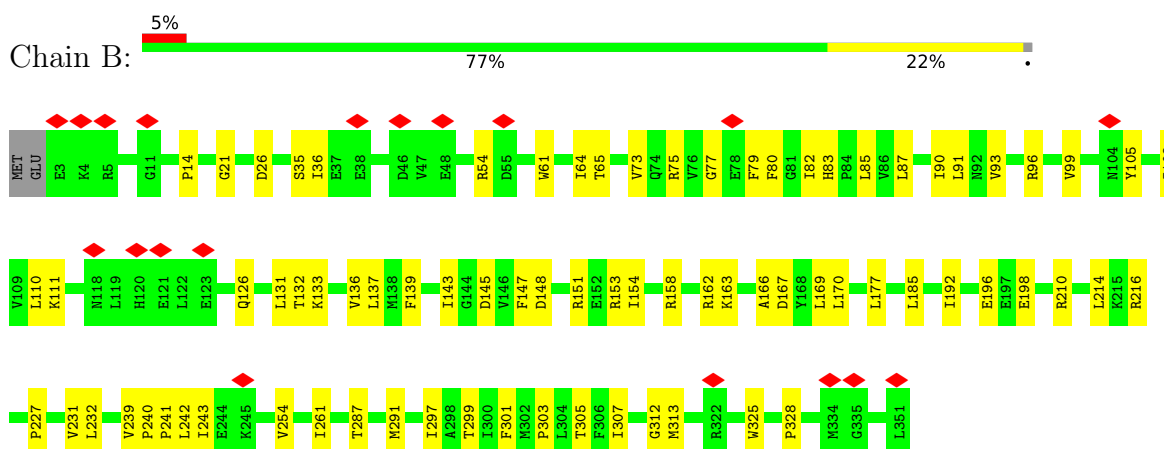 5%
Chain B:
77% 22% •
MET GLU E3 K4 R5 G11 P14 G21 D26 S35 I36 E37 E38 D46 V47 E48 R54 D55 W61 I64 T65 V73 Q74 R75 V76 G77 E78 F79 F80 G81 I82 H83 P84 L85 V86 L87 I90 L91 N92 V93 R96 V99 N104 Y105
V109 L110 K111 N118 L119 H120 E121 L122 E123 Q126 L131 T132 K133 V136 L137 M138 F139 I143 G144 D145 V146 F147 D148 R151 E152 R153 I154 R158 R162 K163 A166 D167 Y168 L169 L170 L177 L185 I192 E196 E197 E198 R210 L214 K215 R216
P227 V231 L232 V239 P240 P241 L242 I243 E244 K245 V254 I261 T287 M291 I297 A298 T299 I300 F301 M302 P303 L304 T305 F306 I307 G312 M313 R322 W325 P328 M334 G335 L351